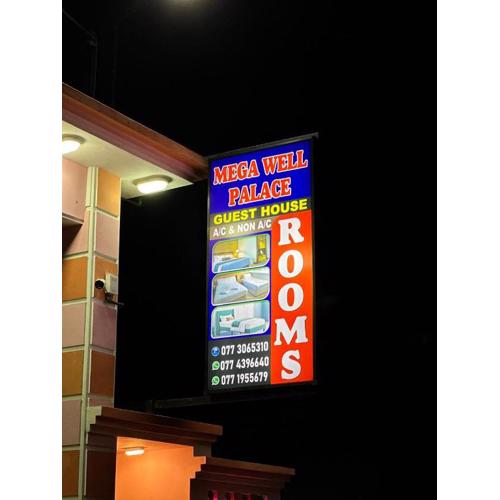 MEGA WELL
PALACE
GUEST HOUSE
A/C & NON A/C
ROOMS
077 3065310
077 4396640
077 1955679